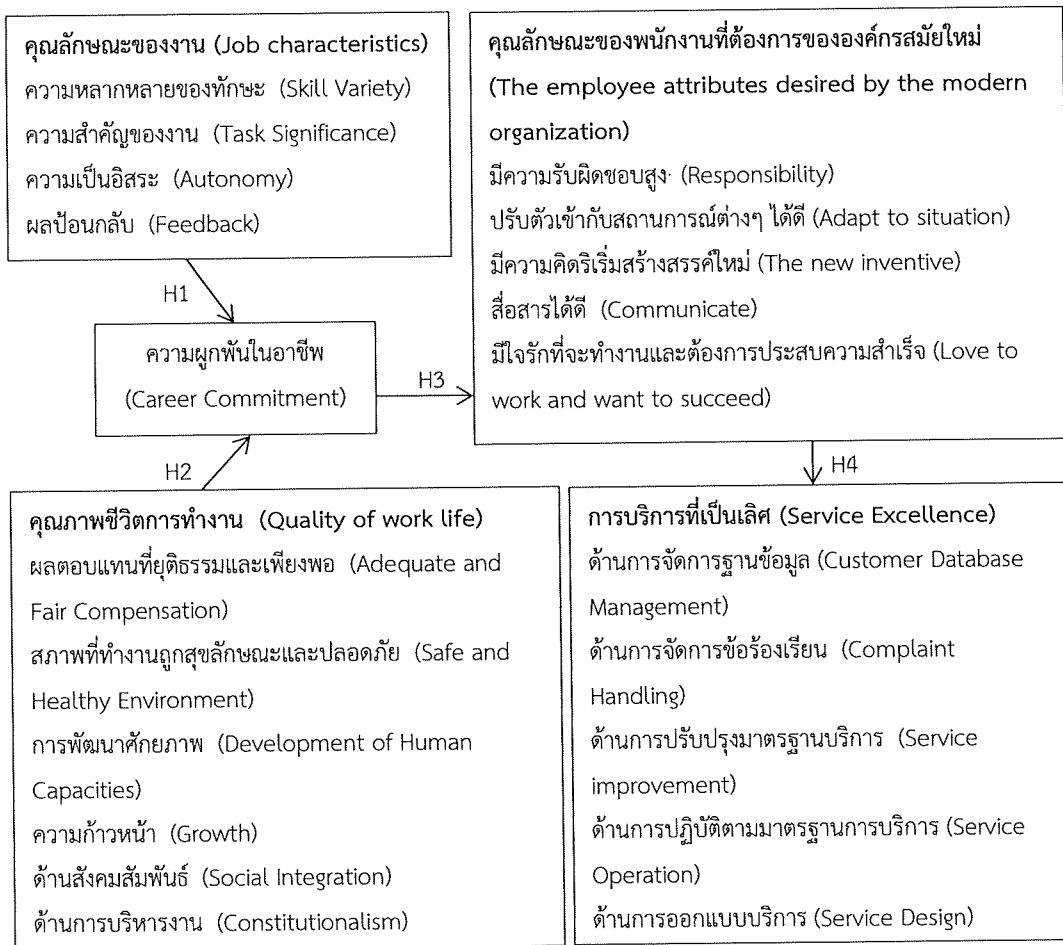 คุณลักษณะของงาน (Job characteristics)
ความหลากหลายของทักษะ (Skill Variety)
ความสำคัญของงาน (Task Significance)
ความเป็นอิสระ (Autonomy)
ผลป้อนกลับ (Feedback)
คุณลักษณะของพนักงานที่ต้องการขององค์กรสมัยใหม่
(The employee attributes desired by the modern
organization)
มีความรับผิดชอบสูง (Responsibility)
ปรับตัวเข้ากับสถานการณ์ต่างๆ ได้ดี (Adapt to situation)
มีความคิดริเริ่มสร้างสรรค์ใหม่ (The new inventive)
สื่อสารได้ดี (Communicate)
มีใจรักที่จะทำงานและต้องการประสบความสำเร็จ (Love to
work and want to succeed)
H1
ความผูกพันในอาชีพ
(Career Commitment)
H3
H2
H4
คุณภาพชีวิตการทำงาน (Quality of work life)
ผลตอบแทนที่ยุติธรรมและเพียงพอ (Adequate and
Fair Compensation)
สภาพที่ทำงานถูกสุขลักษณะและปลอดภัย (Safe and
Healthy Environment)
การพัฒนาศักยภาพ (Development of Human
Capacities)
ความก้าวหน้า (Growth)
ด้านสังคมสัมพันธ์ (Social Integration)
ด้านการบริหารงาน (Constitutionalism)
การบริการที่เป็นเลิศ (Service Excellence)
ด้านการจัดการฐานข้อมูล (Customer Database
Management)
ด้านการจัดการข้อร้องเรียน (Complaint
Handling)
ด้านการปรับปรุงมาตรฐานบริการ (Service
improvement)
ด้านการปฏิบัติตามมาตรฐานการบริการ (Service
Operation)
ด้านการออกแบบบริการ (Service Design)